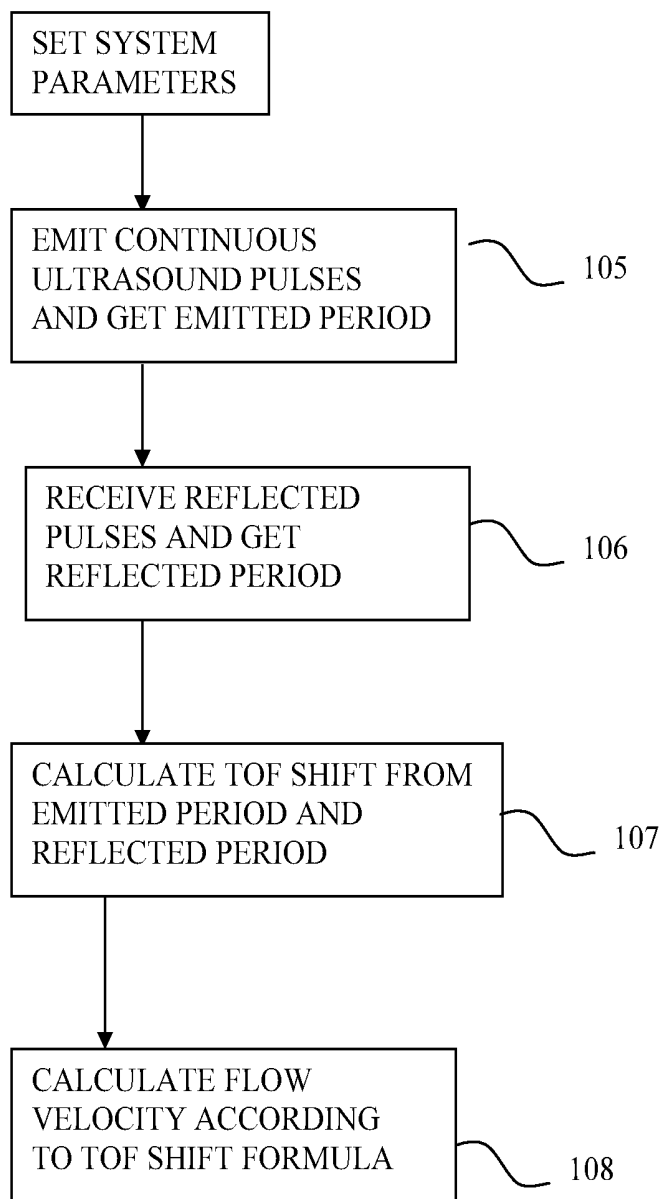 SET SYSTEM
PARAMETERS
EMIT CONTINUOUS
ULTRASOUND PULSES
AND GET EMITTED PERIOD
105
RECEIVE REFLECTED
PULSES AND GET
REFLECTED PERIOD
106
CALCULATE TOF SHIFT FROM
EMITTED PERIOD AND
REFLECTED PERIOD
107
CALCULATE FLOW
VELOCITY ACCORDING
TO TOF SHIFT FORMULA
108